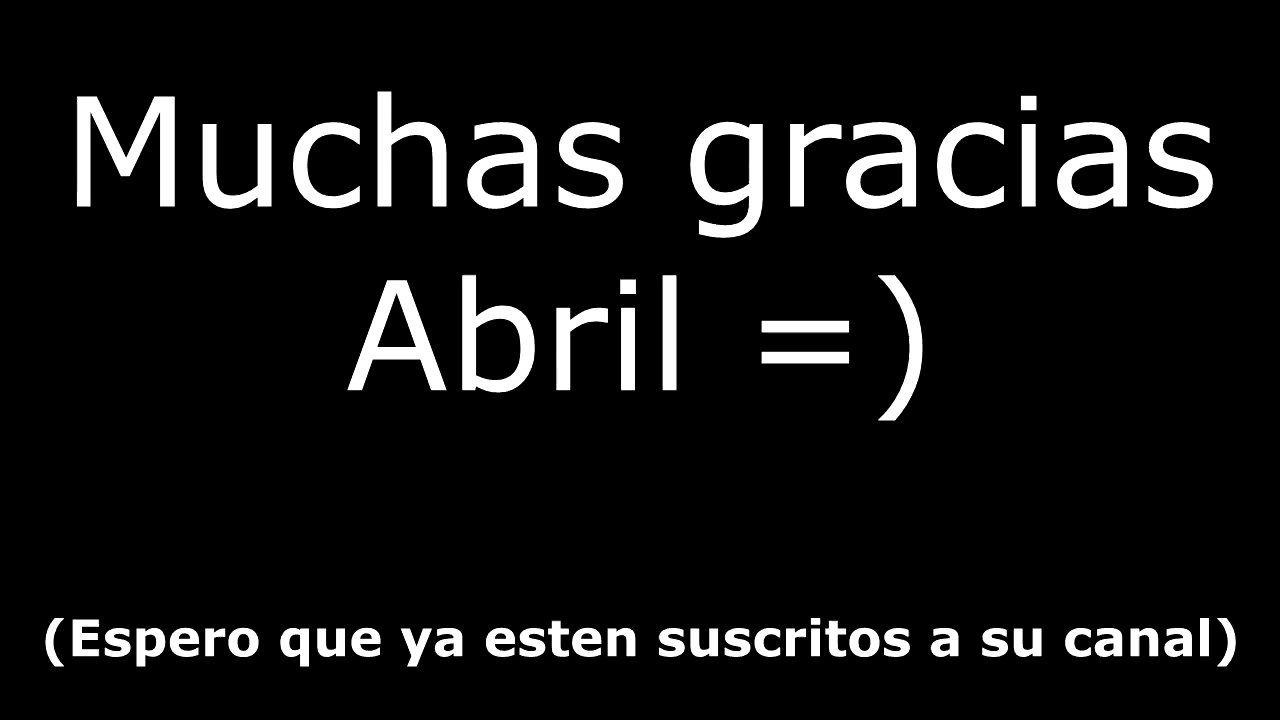 Muchas gracias
Abril =)
(Espero que ya esten suscritos a su canal)